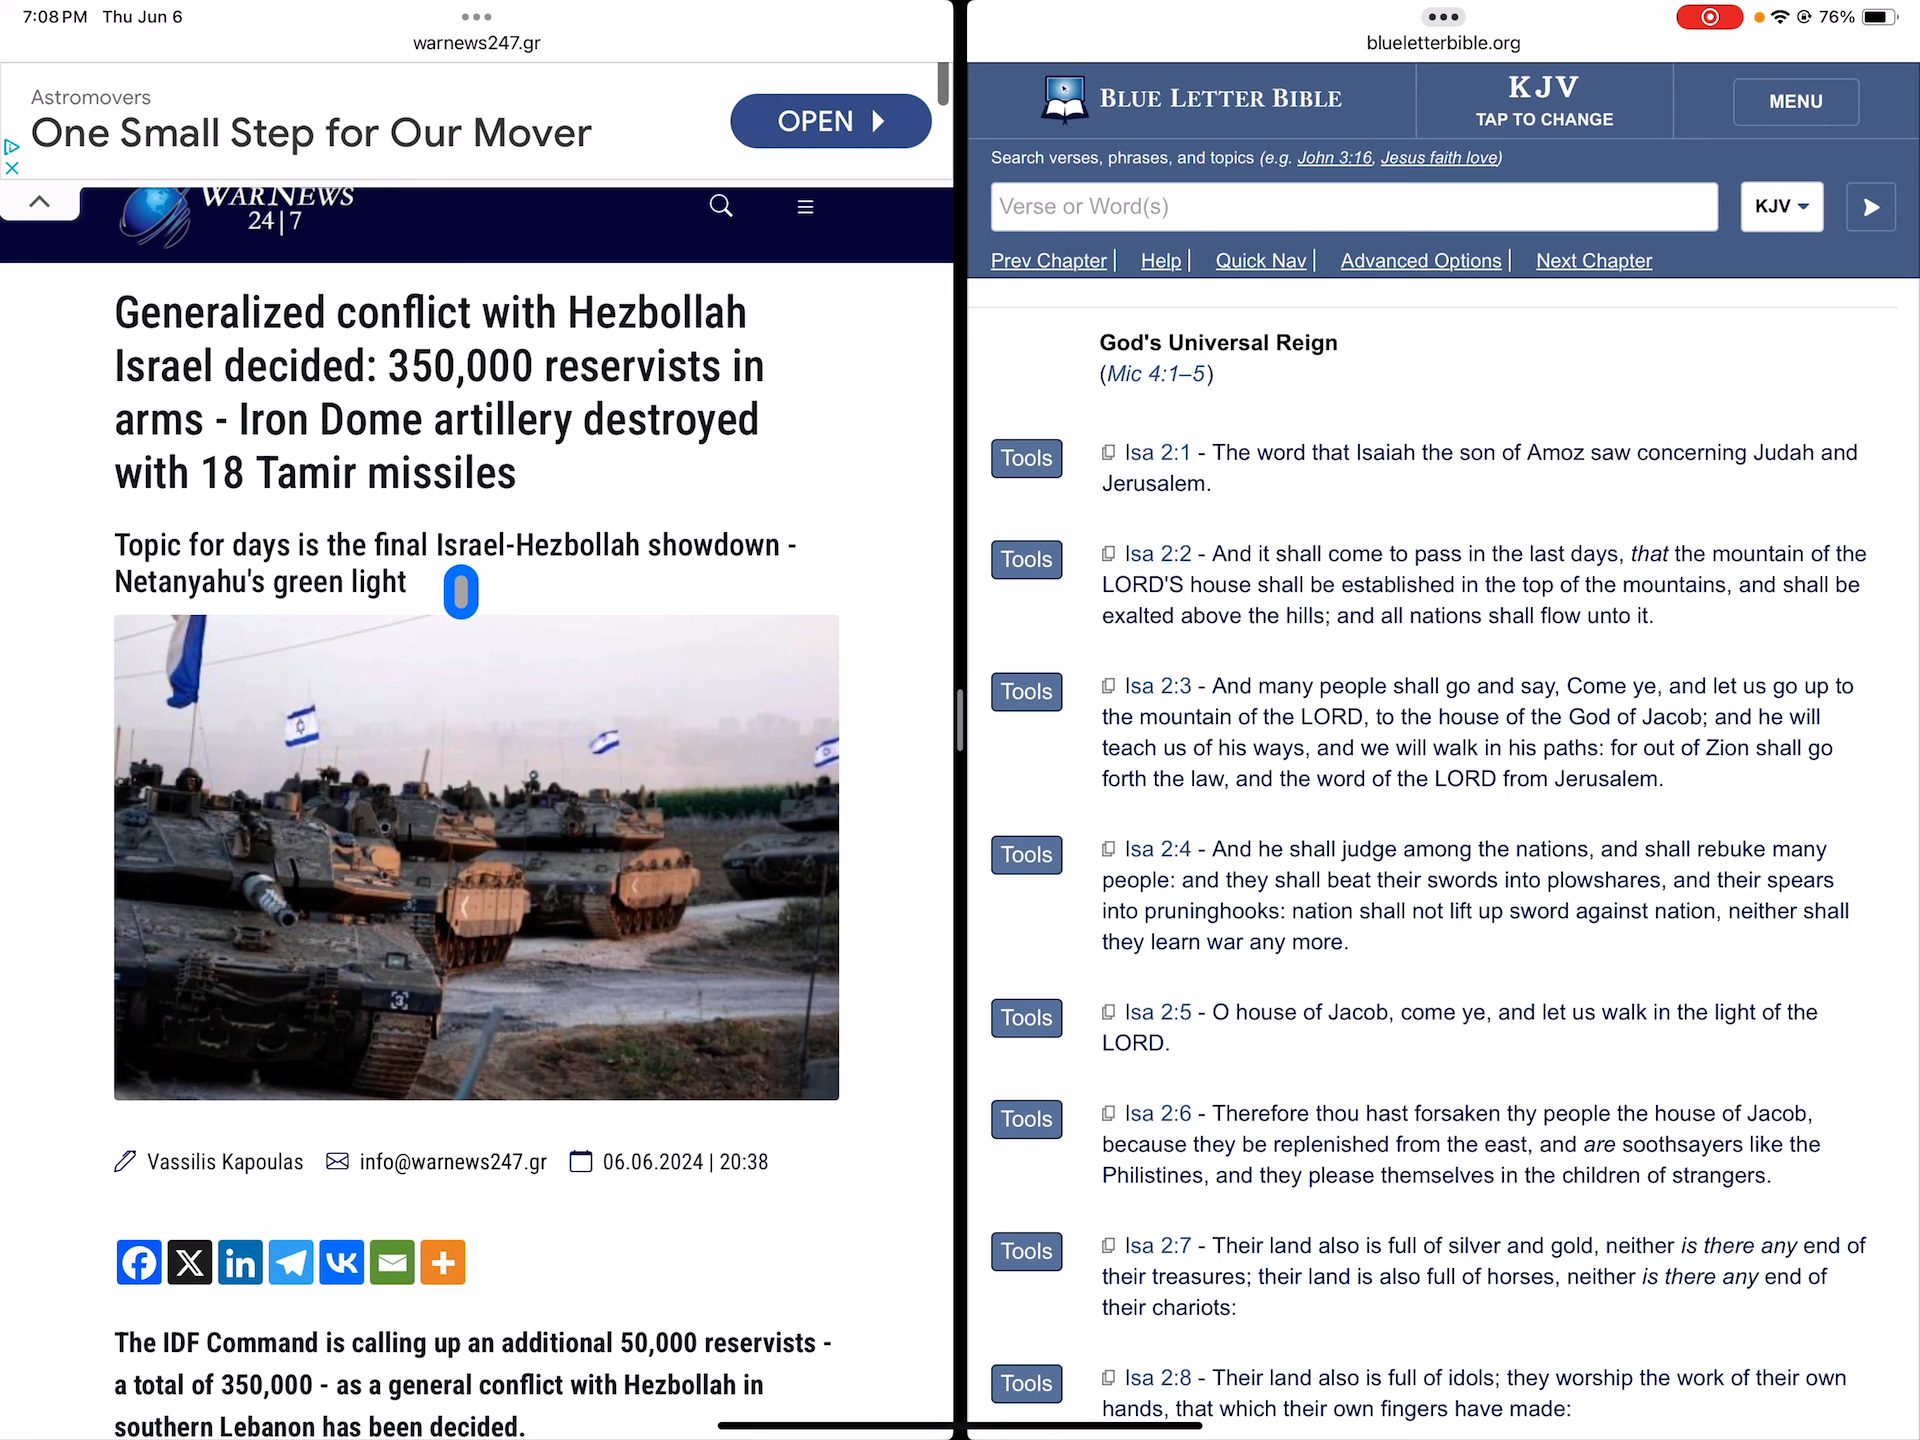 7:08 PM Thu Jun 6
warnews247.gr
Astromovers
One Small Step for Our Mover
OPEN
WARNEWS
24|7
Generalized conflict with Hezbollah
Israel decided: 350,000 reservists in
arms - Iron Dome artillery destroyed
with 18 Tamir missiles
Topic for days is the final Israel-Hezbollah showdown -
Netanyahu's green light
3
Vassilis Kapoulas info@warnews247.gr 06.06.2024 | 20:38
The IDF Command is calling up an additional 50,000 reservists -
a total of 350,000 - as a general conflict with Hezbollah in
southern Lebanon has been decided.
76%
blueletterbible.org
BLUE LETTER BIBLE
KJV
TAP TO CHANGE
MENU
Search verses, phrases, and topics (e.g. John 3:16, Jesus faith love)
Verse or Word(s)
KJV
Prev Chapter | Help | Quick Nav | Advanced Options | Next Chapter
God's Universal Reign
(Mic 4:1–5)
Tools
Isa 2:1 - The word that Isaiah the son of Amoz saw concerning Judah and
Jerusalem.
Tools
Isa 2:2 - And it shall come to pass in the last days, that the mountain of the
LORD'S house shall be established in the top of the mountains, and shall be
exalted above the hills; and all nations shall flow unto it.
Tools
Isa 2:3 - And many people shall go and say, Come ye, and let us go up to
the mountain of the LORD, to the house of the God of Jacob; and he will
teach us of his ways, and we will walk in his paths: for out of Zion shall go
forth the law, and the word of the LORD from Jerusalem.
Tools
Isa 2:4 - And he shall judge among the nations, and shall rebuke many
people: and they shall beat their swords into plowshares, and their spears
into pruninghooks: nation shall not lift up sword against nation, neither shall
they learn war any more.
Tools
Isa 2:5 - O house of Jacob, come ye, and let us walk in the light of the
LORD.
Tools
Isa 2:6 - Therefore thou hast forsaken thy people the house of Jacob,
because they be replenished from the east, and are soothsayers like the
Philistines, and they please themselves in the children of strangers.
Tools
Isa 2:7 - Their land also is full of silver and gold, neither is there any end of
their treasures; their land is also full of horses, neither is there any end of
their chariots:
Tools
Isa 2:8 - Their land also is full of idols; they worship the work of their own
hands, that which their own fingers have made: